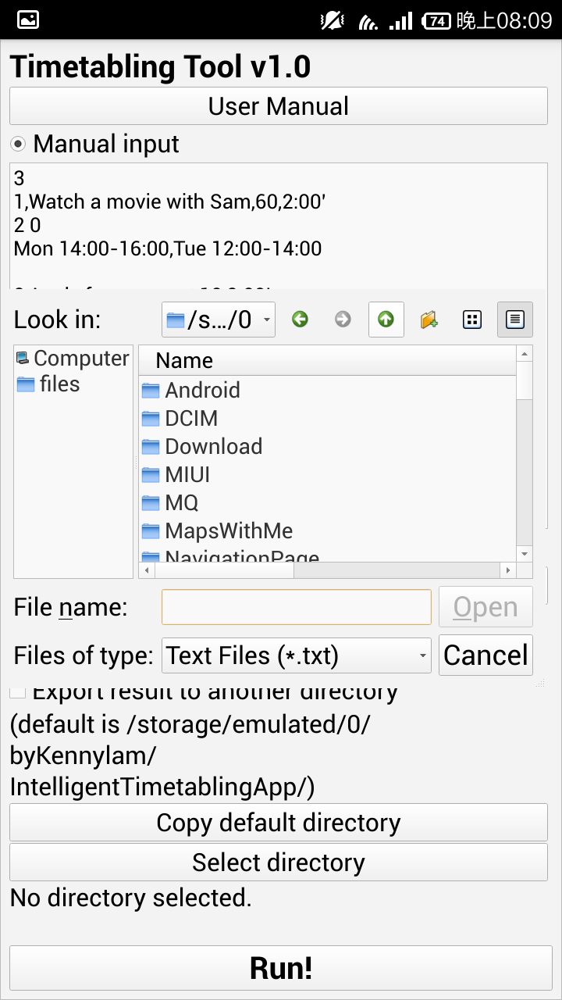 74 晚上08:09
Timetabling Tool v1.0
User Manual
Manual input
3
1,Watch a movie with Sam,60,2:00'
2 0
Mon 14:00-16:00,Tue 12:00-14:00
Look in:
/s.../0
Computer
files
Name
Android
DCIM
Download
MIUI
MQ
MapsWithMe
NavigationPage
File name:
Open
Files of type:
Text Files (*.txt)
Cancel
Export result to another directory
(default is /storage/emulated/0/
byKennylam/
IntelligentTimetablingApp/)
Copy default directory
Select directory
No directory selected.
Run!